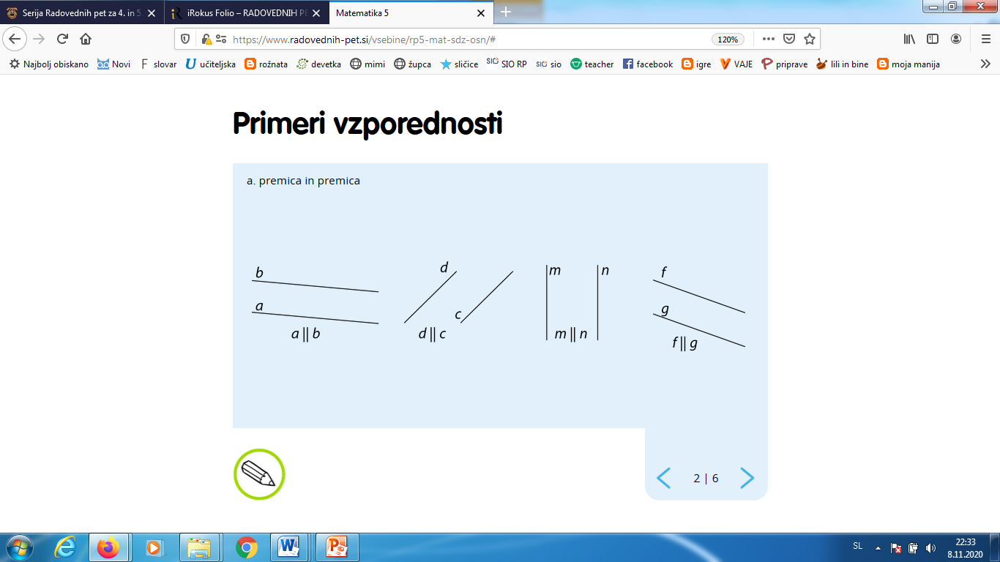 Serija Radovednih pet za 4. in 5.
iRokus Folio – RADOVEDNIH PE
Matematika 5
https://www.radovednih-pet.si/vsebine/rp5-mat-sdz-osn/#
120%
Najbolj obiskano
Novi
slovar
učiteljska
rožnata
devetka
mimi
župca
sličice
SIO RP
sio
teacher
facebook
igre
VAJE
priprave
lili in bine
moja manija
Primeri vzporednosti
a. premica in premica
b
a
a || b
d
c
d || c
m
n
m || n
f
g
f || g
2 | 6
SL
22:33
8.11.2020